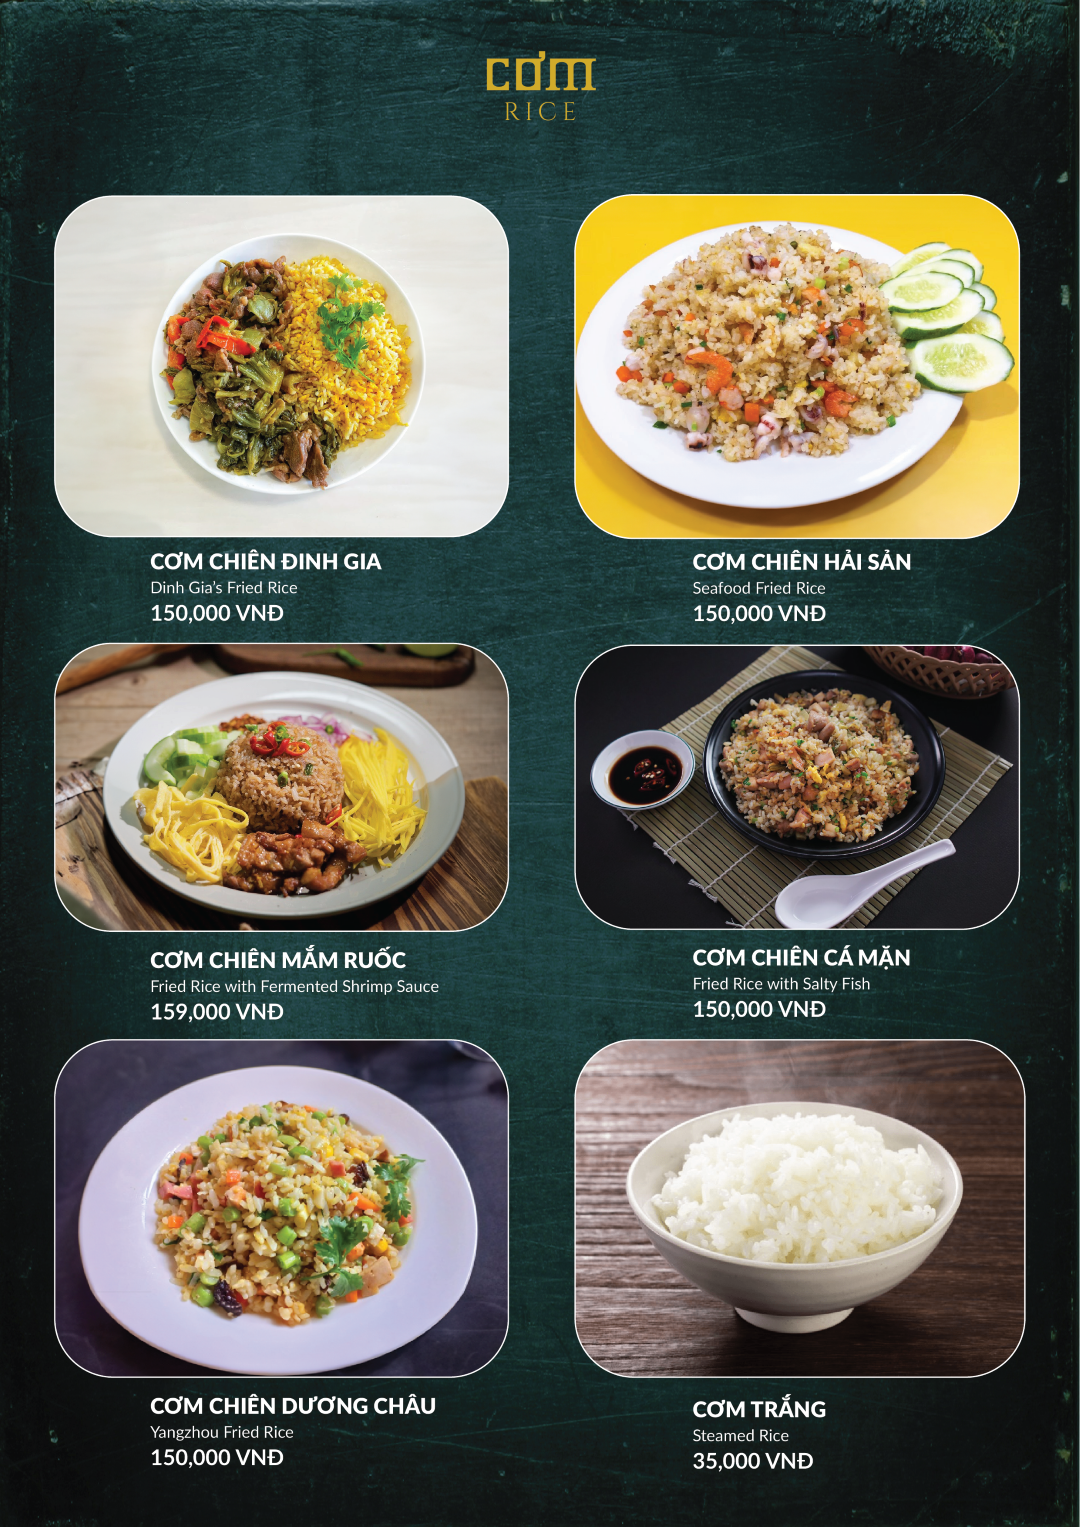 CƠM
RICE
CƠM CHIÊN ĐINH GIA
Dinh Gia's Fried Rice
150,000 VNĐ
CƠM CHIÊN HẢI SẢN
Seafood Fried Rice
150,000 VNĐ
CƠM CHIÊN MẮM RUỐC
Fried Rice with Fermented Shrimp Sauce
159,000 VNĐ
CƠM CHIÊN CÁ MẶN
Fried Rice with Salty Fish
150,000 VNĐ
CƠM CHIÊN DƯƠNG CHÂU
Yangzhou Fried Rice
150,000 VNĐ
CƠM TRẮNG
Steamed Rice
35,000 VNĐ